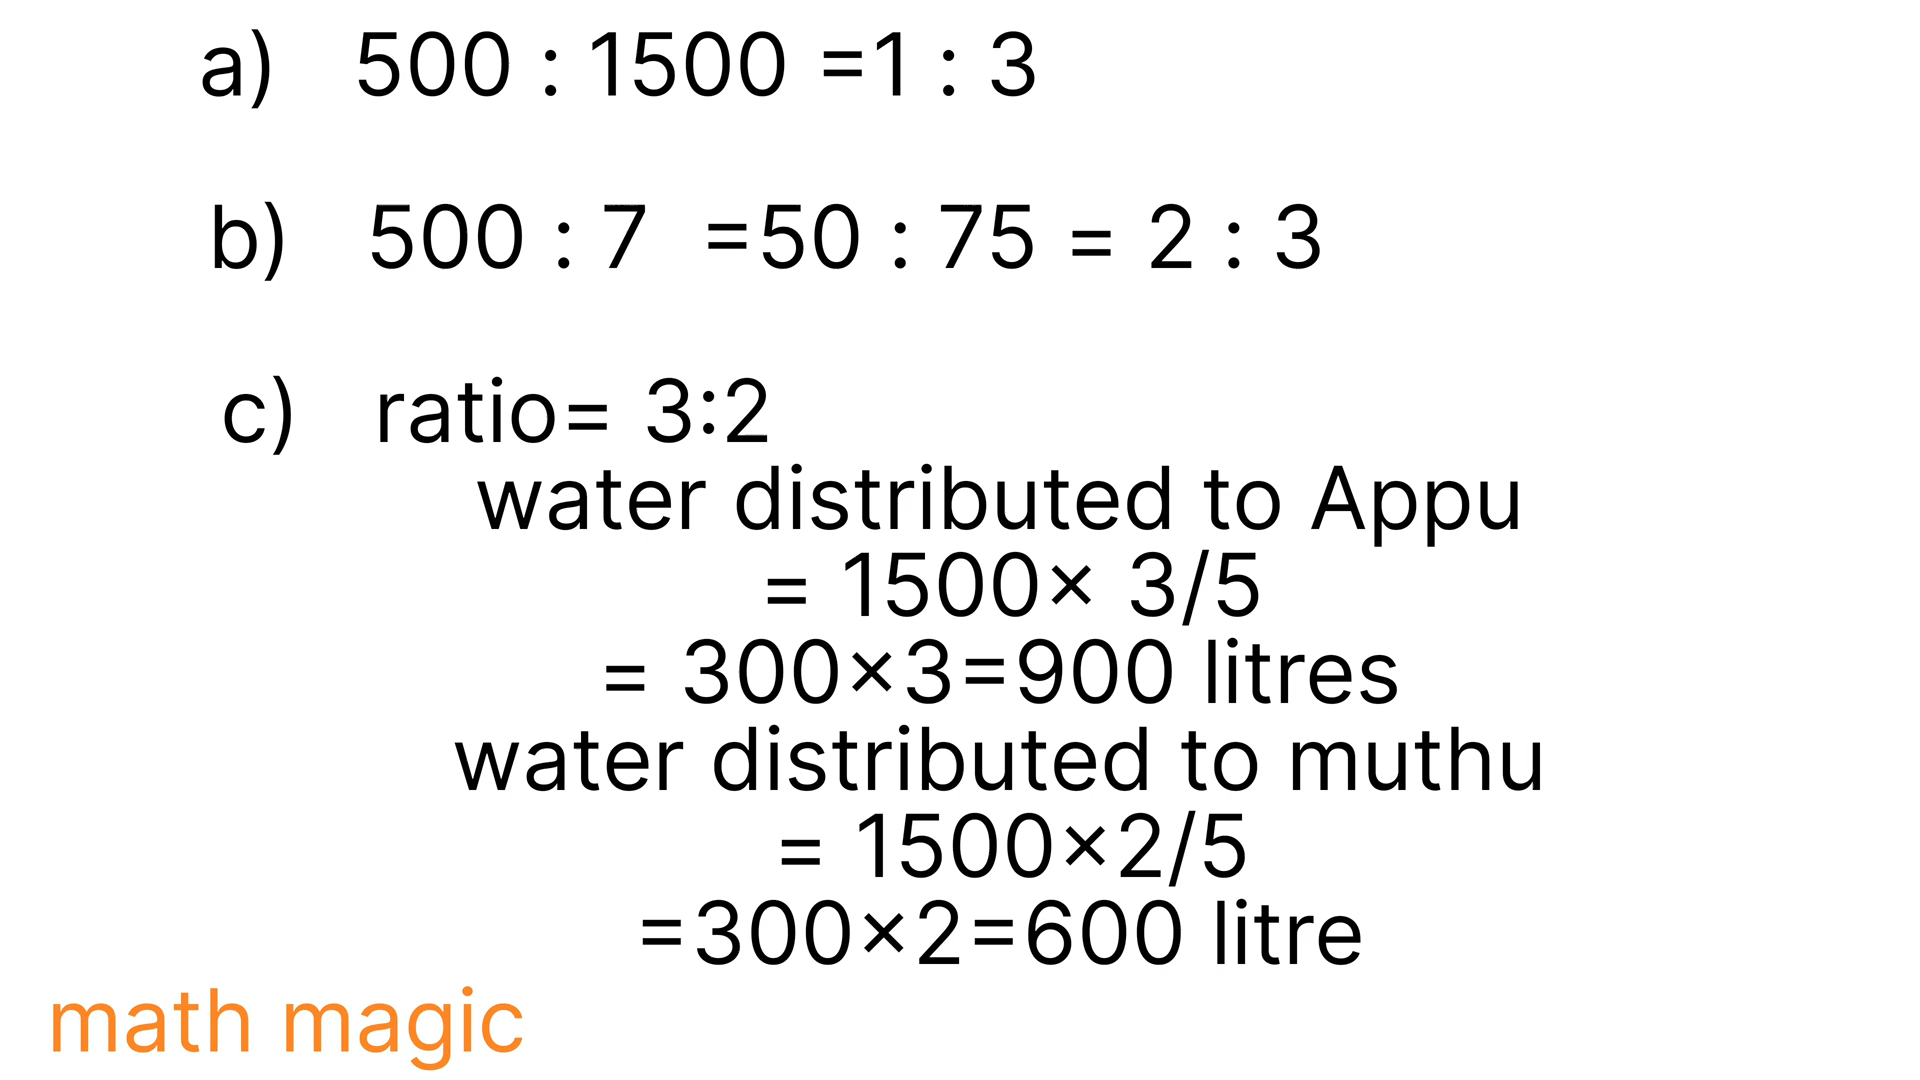 a) 500 : 1500 =1 : 3
b) 500 : 7 =50 : 75 = 2 : 3
c) ratio= 3:2
water distributed to Appu
= 1500× 3/5
= 300×3=900 litres
water distributed to muthu
= 1500×2/5
=300×2=600 litre
math magic